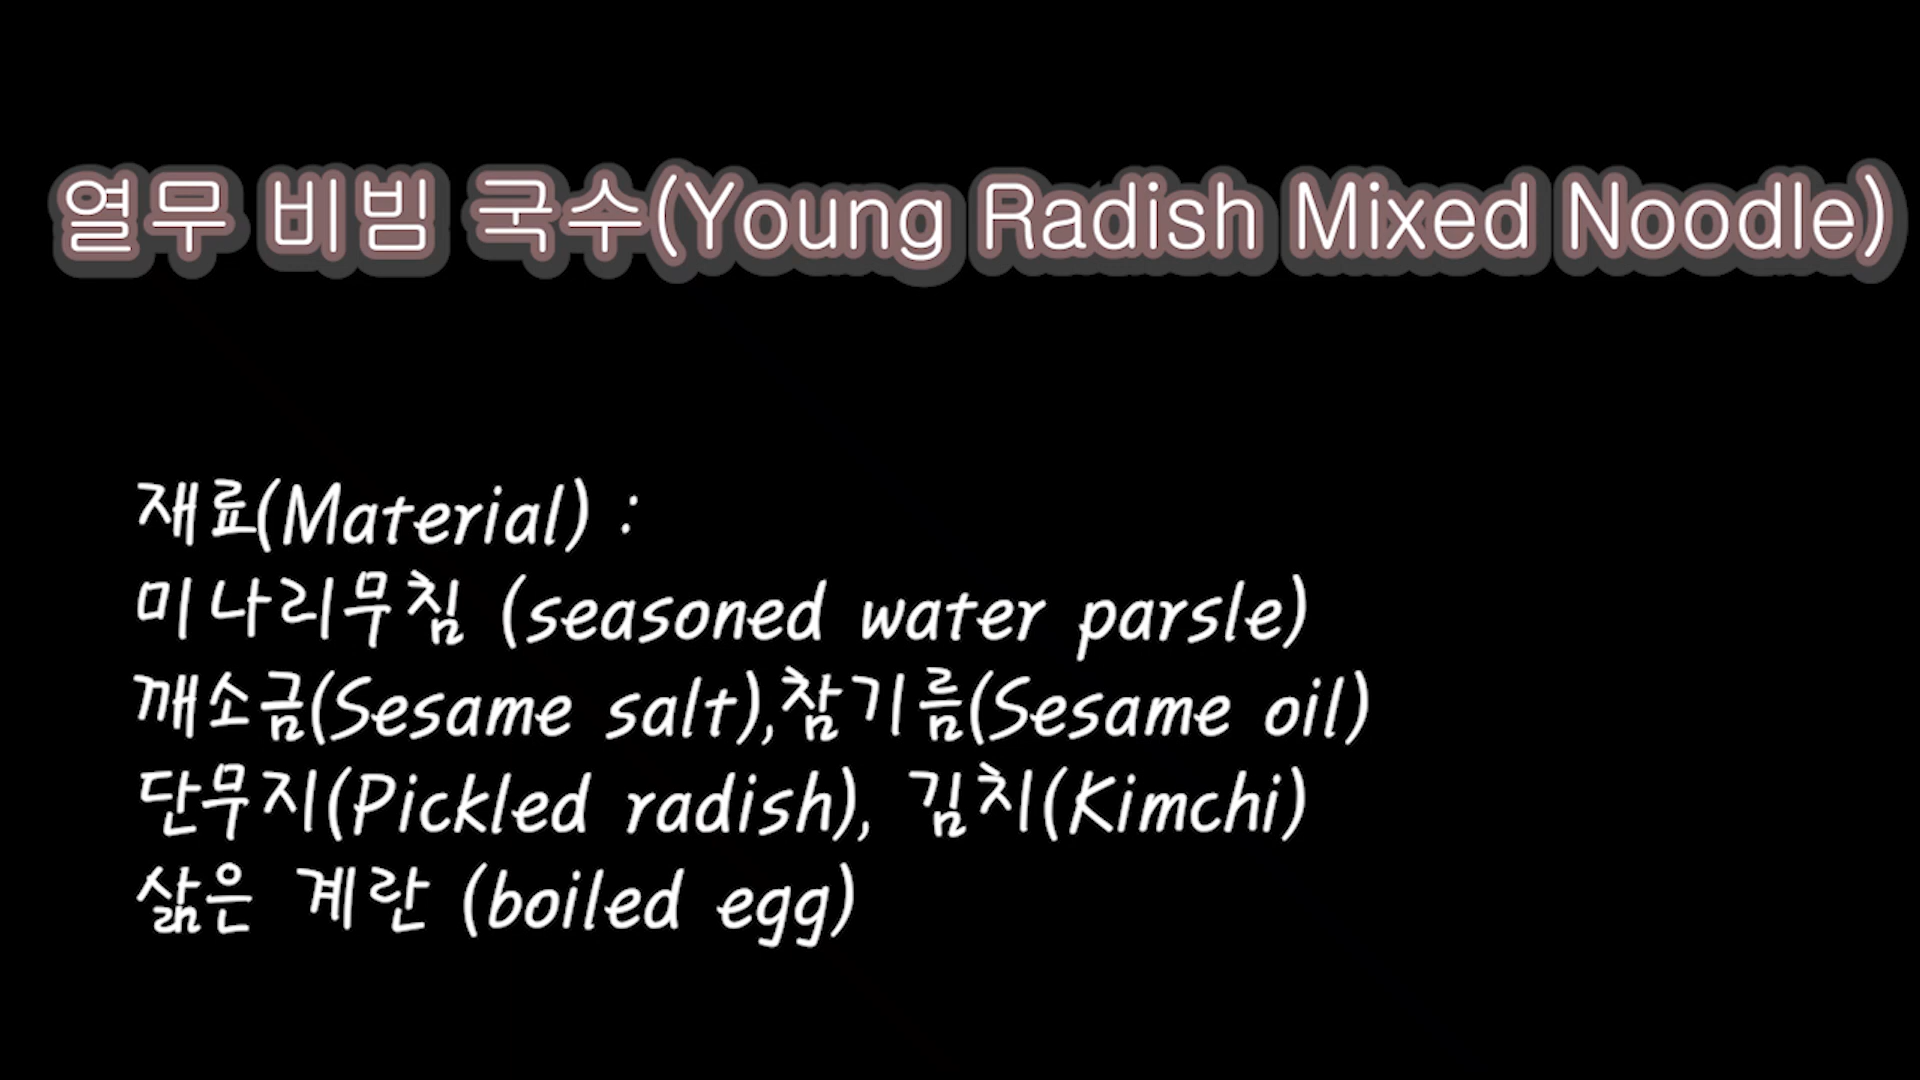 열무 비빔 국수(Young Radish Mixed Noodle)
재료(Material) :
미나리무침 (seasoned water parsle)
깨소금(Sesame salt),참기름(Sesame oil)
단무지(Pickled radish), 김치(Kimchi)
삶은 계란 (boiled egg)